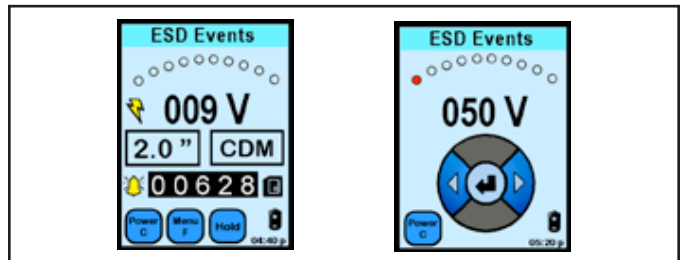 ESD Events
009 V
2.0 ” CDM
00628
Power C Menu F Hold
04:40 p
ESD Events
050 V
Power C
05:20 p